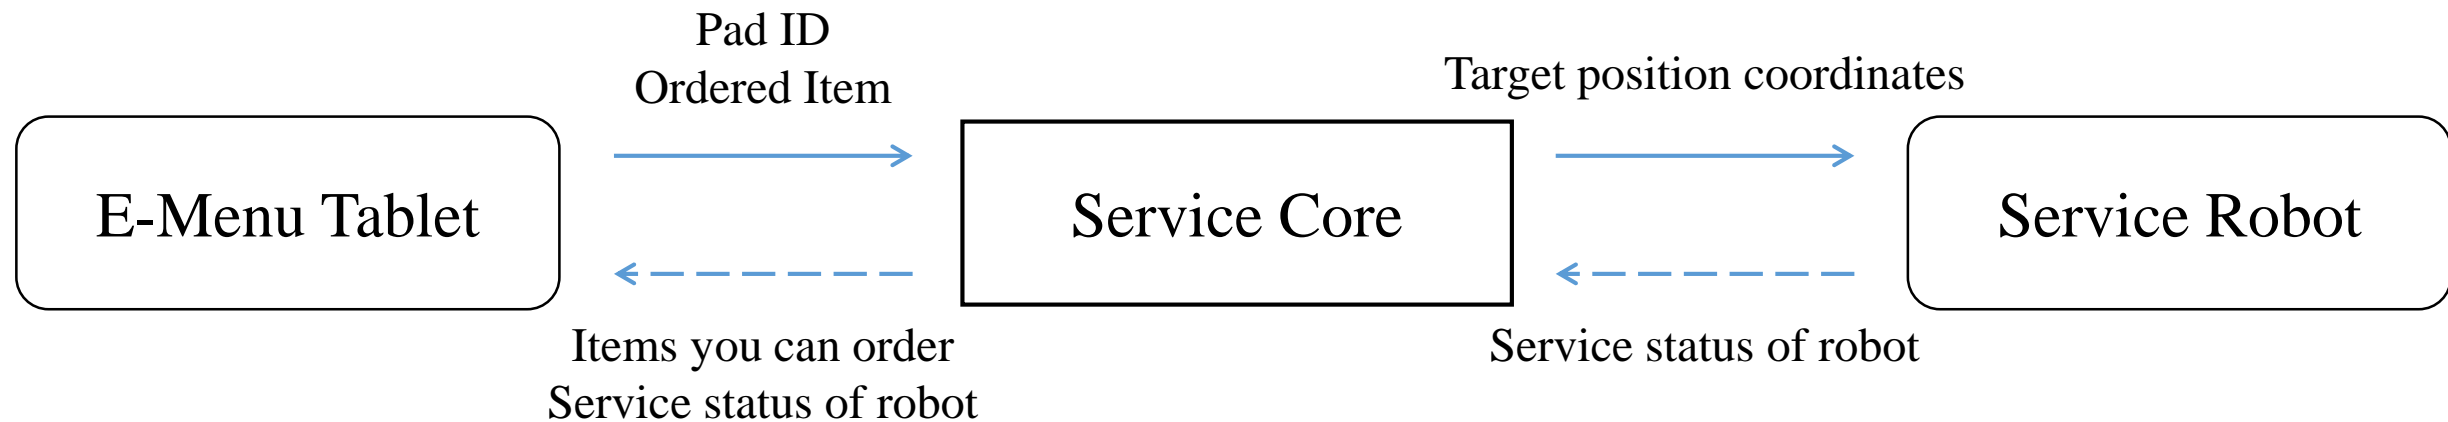 Pad ID
Ordered Item
Target position coordinates
E-Menu Tablet
Service Core
Service Robot
Items you can order
Service status of robot
Service status of robot